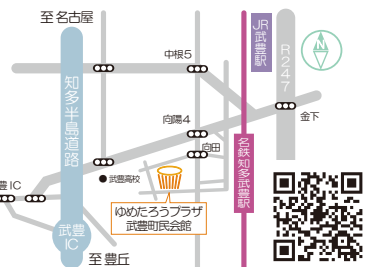 至名古屋
JR武豊駅
R247
中根5
知多半島道路
向陽4
金下
向田
名鉄知多武豊駅
武豊高校
豊IC
ゆめたろうプラザ
武豊町民会館
武豊
IC
至豊丘
N